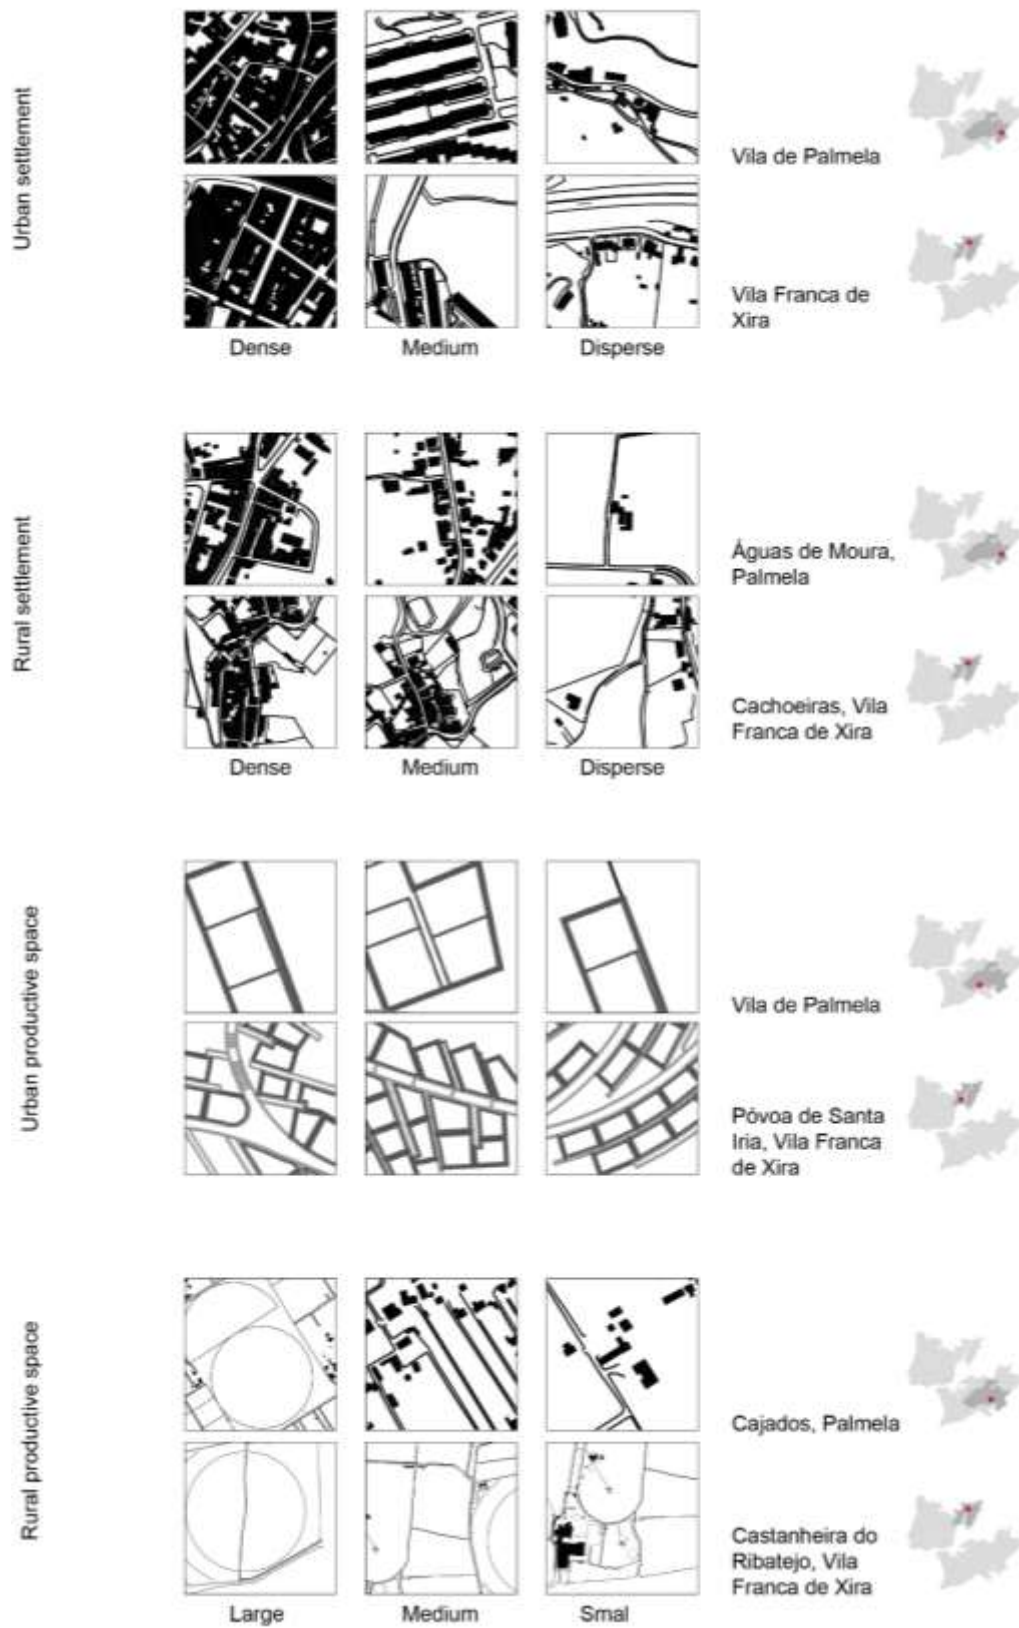 Urban settlement
Vila de Palmela
Vila Franca de
Xira
Dense
Medium
Disperse
Rural settlement
Águas de Moura,
Palmela
Cachoeiras, Vila
Franca de Xira
Dense
Medium
Disperse
Urban productive space
Vila de Palmela
Póvoa de Santa
Iria, Vila Franca
de Xira
Rural productive space
Cajados, Palmela
Castanheira do
Ribatejo, Vila
Franca de Xira
Large
Medium
Smal